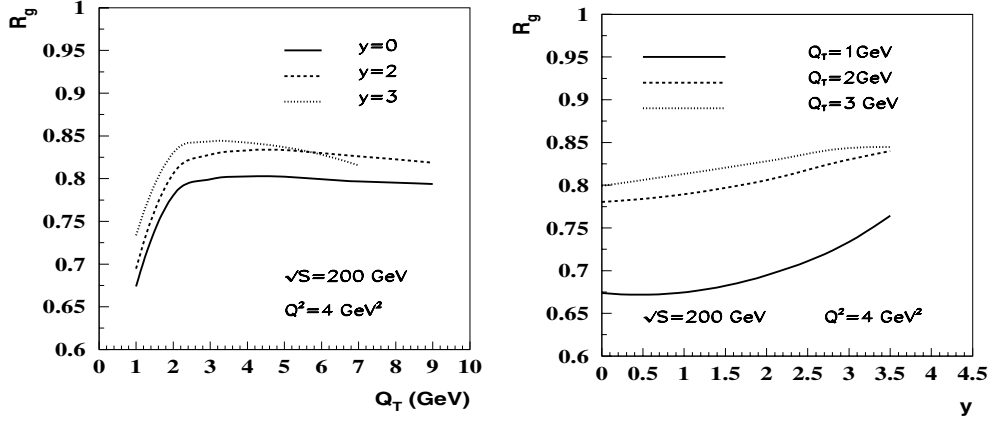 R_g
1
0.95
0.9
0.85
0.8
0.75
0.7
0.65
0.6
y=0
y=2
y=3
√S=200 GeV
Q²=4 GeV²
0 1 2 3 4 5 6 7 8 9 10
Q_T (GeV)
R_g
1
0.95
0.9
0.85
0.8
0.75
0.7
0.65
0.6
Q_T=1GeV
Q_T=2GeV
Q_T=3 GeV
√S=200 GeV Q²=4 GeV²
0 0.5 1 1.5 2 2.5 3 3.5 4 4.5
y